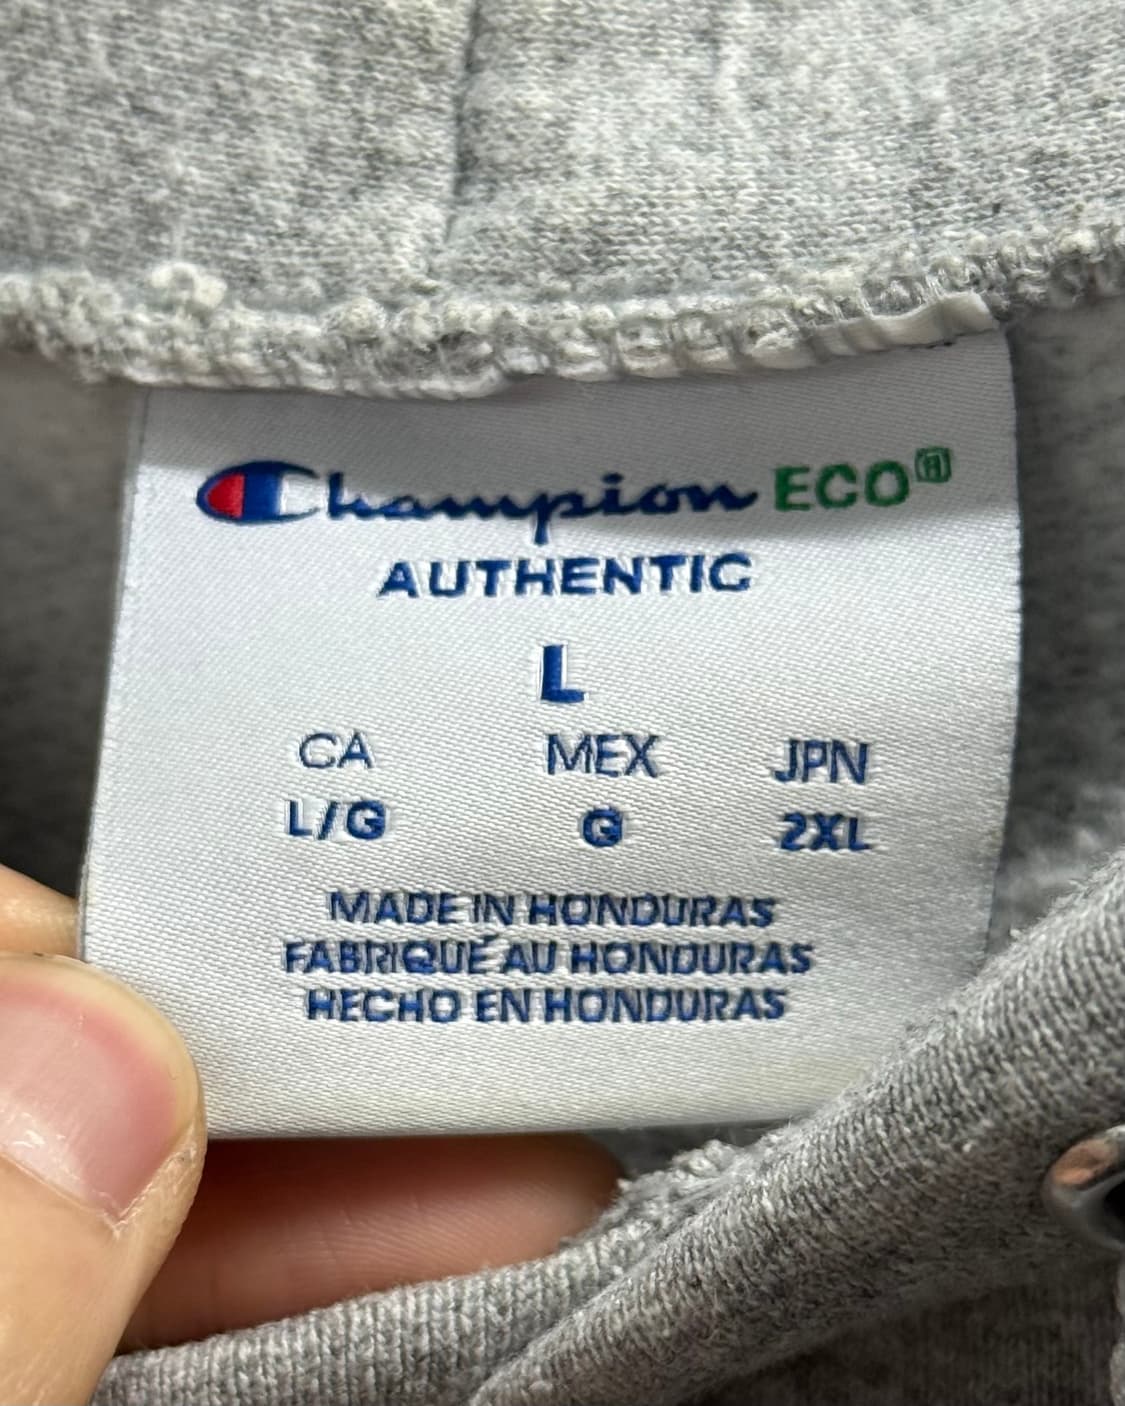 Champion ECO®
AUTHENTIC
L
CA MEX JPN
L/G G 2XL
MADE IN HONDURAS
FABRIQUÉ AU HONDURAS
HECHO EN HONDURAS